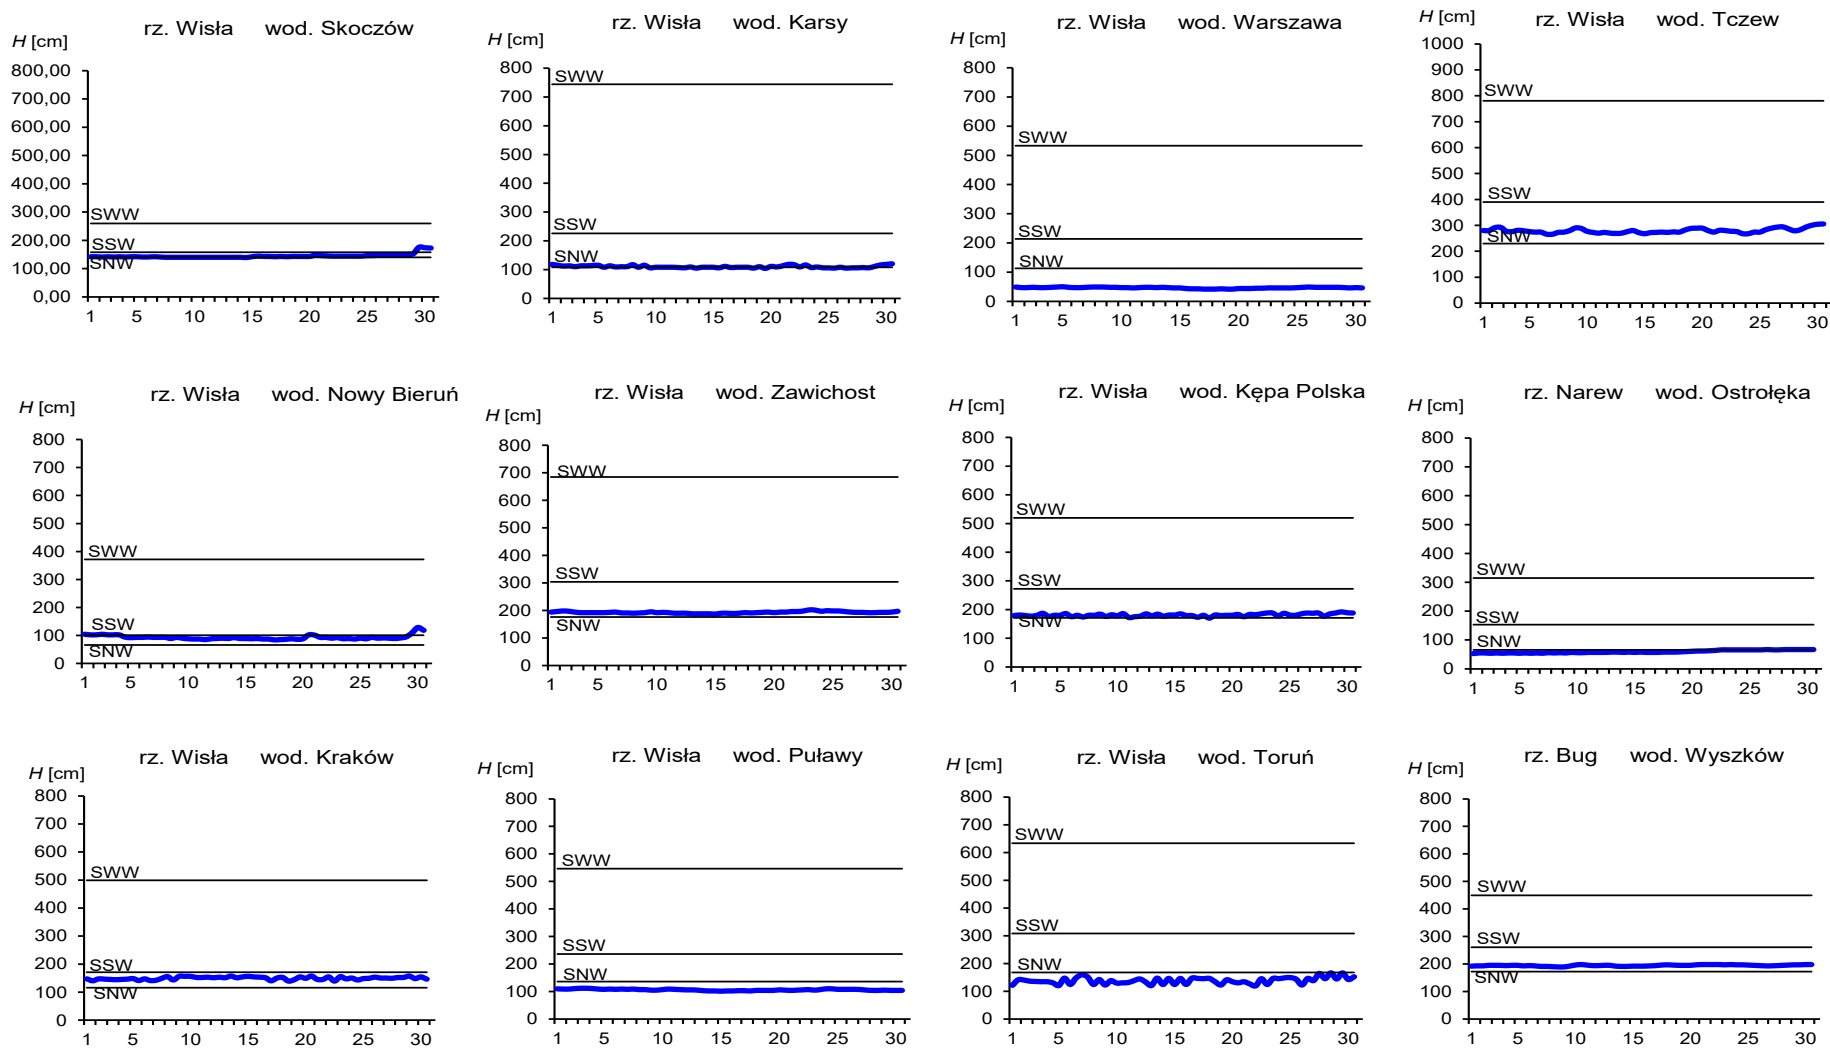 rz. Wisła wod. Skoczów
H [cm]
800,00
700,00
600,00
500,00
400,00
300,00
200,00
100,00
0,00
SWW
SSW
SNW
1 5 10 15 20 25 30
rz. Wisła wod. Karsy
H [cm]
800
700
600
500
400
300
200
100
0
SWW
SSW
SNW
1 5 10 15 20 25 30
rz. Wisła wod. Warszawa
H [cm]
800
700
600
500
400
300
200
100
0
SWW
SSW
SNW
1 5 10 15 20 25 30
rz. Wisła wod. Tczew
H [cm]
1000
900
800
700
600
500
400
300
200
100
0
SWW
SSW
SNW
1 5 10 15 20 25 30
rz. Wisła wod. Nowy Bieruń
H [cm]
800
700
600
500
400
300
200
100
0
SWW
SSW
SNW
1 5 10 15 20 25 30
rz. Wisła wod. Zawichost
H [cm]
800
700
600
500
400
300
200
100
0
SWW
SSW
SNW
1 5 10 15 20 25 30
rz. Wisła wod. Kępa Polska
H [cm]
800
700
600
500
400
300
200
100
0
SWW
SSW
SNW
1 5 10 15 20 25 30
rz. Narew wod. Ostrołęka
H [cm]
800
700
600
500
400
300
200
100
0
SWW
SSW
SNW
1 5 10 15 20 25 30
rz. Wisła wod. Kraków
H [cm]
800
700
600
500
400
300
200
100
0
SWW
SSW
SNW
1 5 10 15 20 25 30
rz. Wisła wod. Puławy
H [cm]
800
700
600
500
400
300
200
100
0
SWW
SSW
SNW
1 5 10 15 20 25 30
rz. Wisła wod. Toruń
H [cm]
800
700
600
500
400
300
200
100
0
SWW
SSW
SNW
1 5 10 15 20 25 30
rz. Bug wod. Wyszków
H [cm]
800
700
600
500
400
300
200
100
0
SWW
SSW
SNW
1 5 10 15 20 25 30